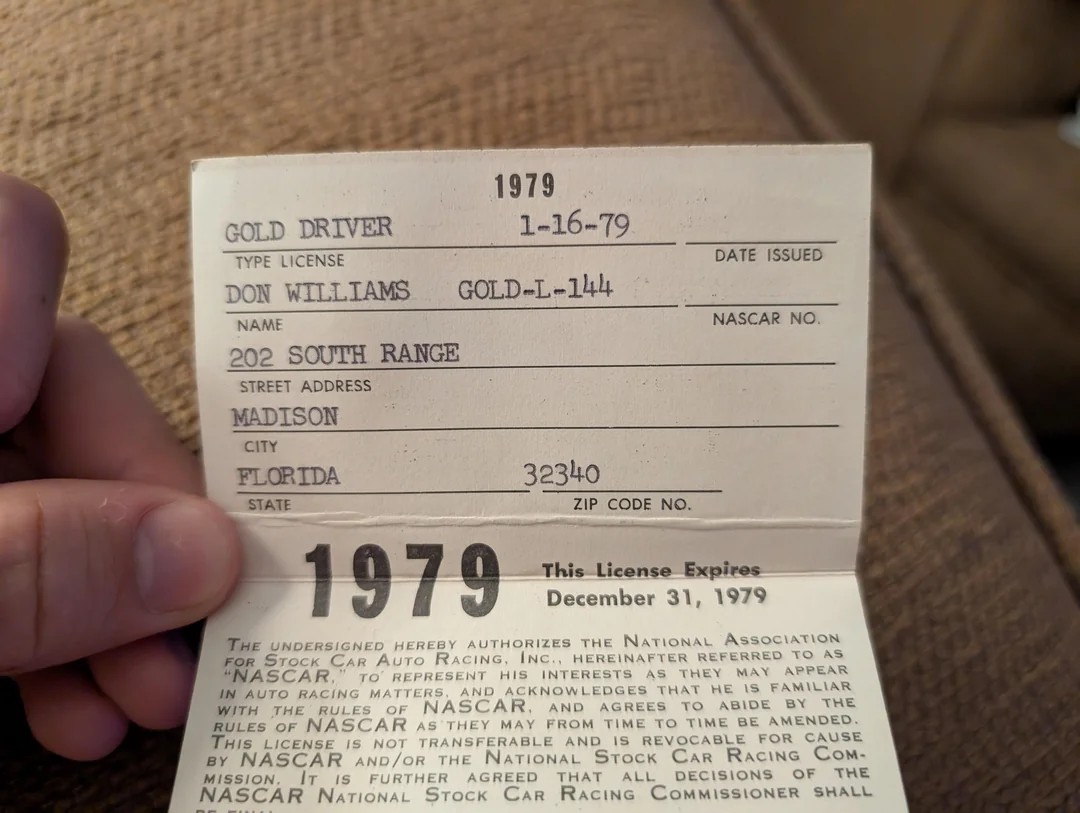 1979
GOLD DRIVER 1-16-79
TYPE LICENSE DATE ISSUED
DON WILLIAMS GOLD-L-144
NAME NASCAR NO.
202 SOUTH RANGE
STREET ADDRESS
MADISON
CITY
FLORIDA 32340
STATE ZIP CODE NO.
1979 This License Expires
December 31, 1979
THE UNDERSIGNED HEREBY AUTHORIZES THE NATIONAL ASSOCIATION
FOR STOCK CAR AUTO RACING, INC., HEREINAFTER REFERRED TO AS
"NASCAR," TO REPRESENT HIS INTERESTS AS THEY MAY APPEAR
IN AUTO RACING MATTERS, AND ACKNOWLEDGES THAT HE IS FAMILIAR
WITH THE RULES OF NASCAR, AND AGREES TO ABIDE BY THE
RULES OF NASCAR AS THEY MAY FROM TIME TO TIME BE AMENDED.
THIS LICENSE IS NOT TRANSFERABLE AND IS REVOCABLE FOR CAUSE
BY NASCAR AND/OR THE NATIONAL STOCK CAR RACING COM-
MISSION. IT IS FURTHER AGREED THAT ALL DECISIONS OF THE
NASCAR NATIONAL STOCK CAR RACING COMMISSIONER SHALL